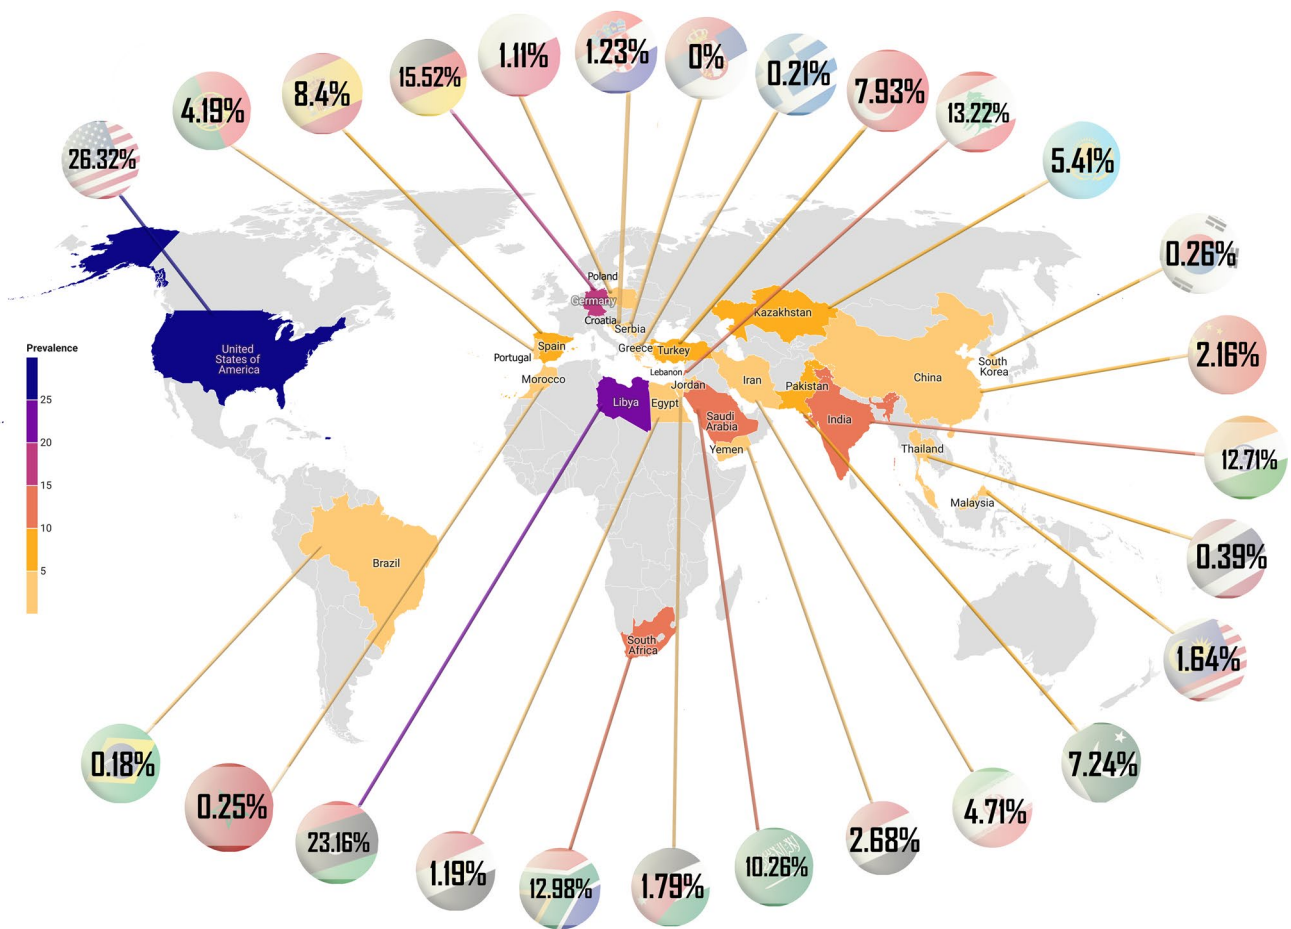 1.11%
1.23%
0%
0.21%
15.52%
7.93%
8.4%
4.19%
13.22%
26.32%
5.41%
0.26%
2.16%
12.71%
0.39%
1.64%
7.24%
4.71%
2.68%
10.26%
1.79%
12.98%
1.19%
23.16%
0.25%
0.18%
Poland
Germany
Croatia
Serbia
Greece
Turkey
Kazakhstan
Spain
Portugal
Morocco
Lebanon
Jordan
Iran
Pakistan
China
South
Korea
United
States of
America
Libya
Egypt
Saudi
Arabia
Yemen
India
Thailand
Malaysia
Brazil
South
Africa
Prevalence
25
20
15
10
5